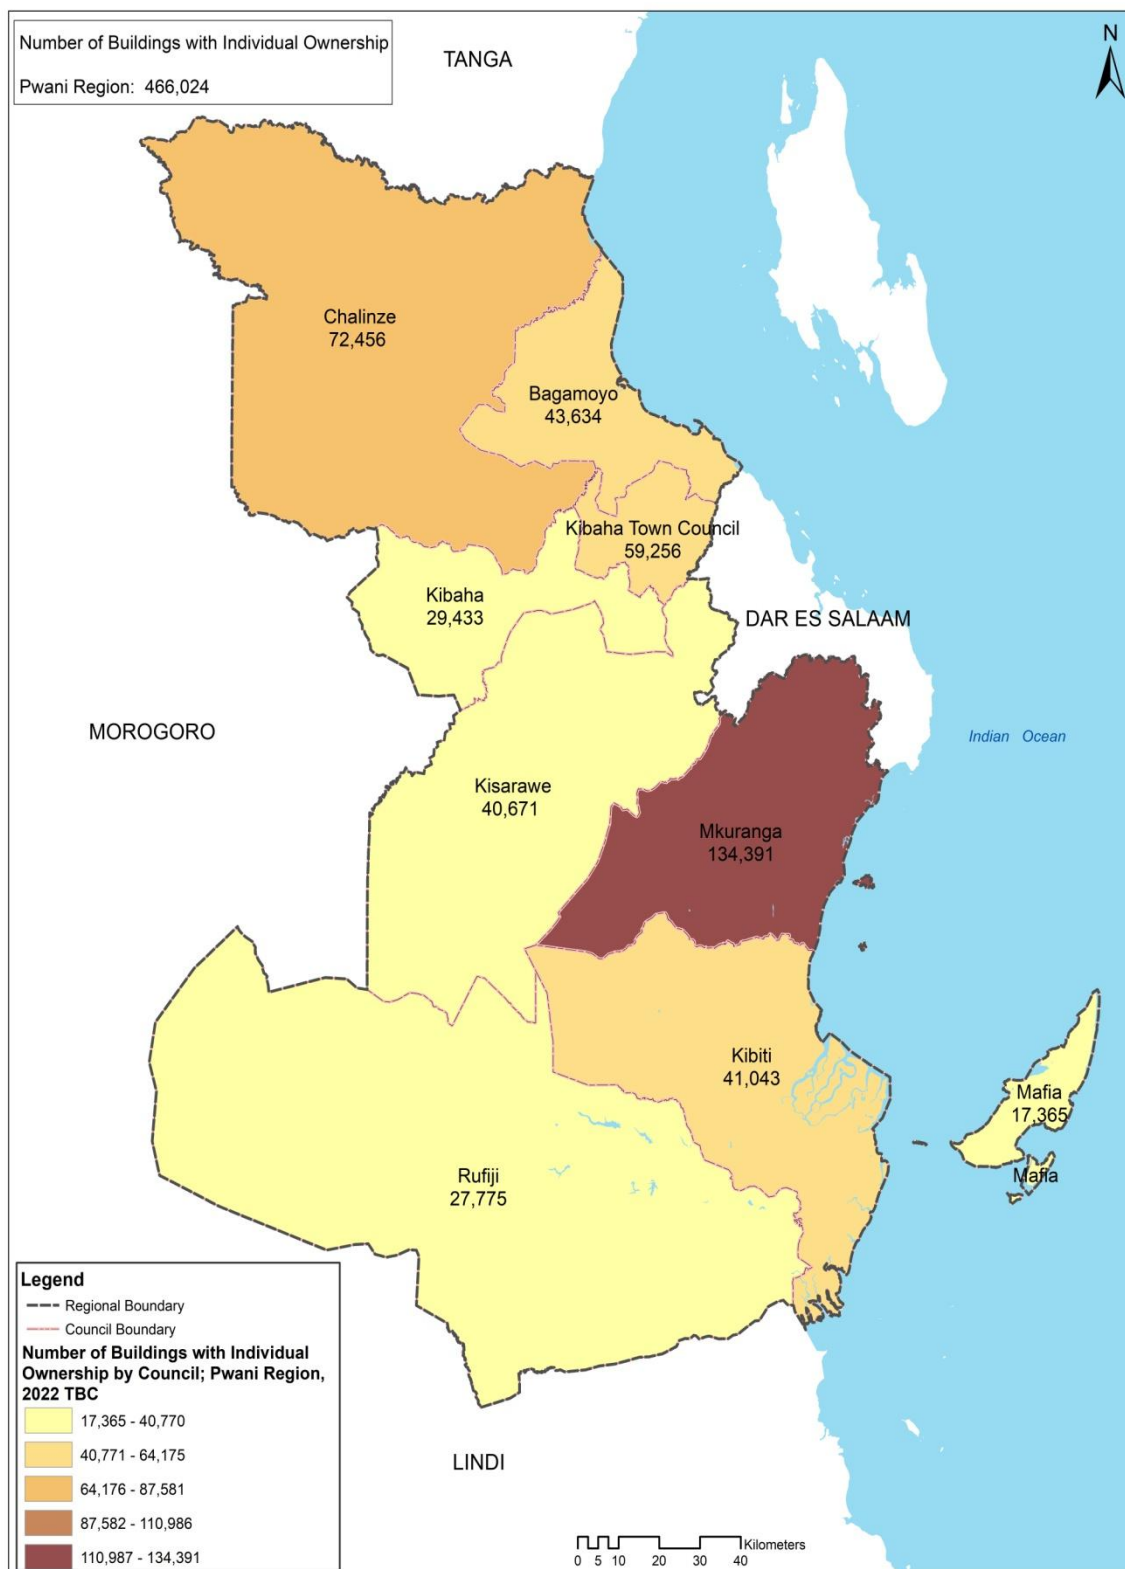 Number of Buildings with Individual Ownership
Pwani Region: 466,024
N
TANGA
Chalinze
72,456
Bagamoyo
43,634
Kibaha Town Council
59,256
Kibaha
29,433
DAR ES SALAAM
MOROGORO
Indian Ocean
Kisarawe
40,671
Mkuranga
134,391
Kibiti
41,043
Mafia
17,365
Mafia
Rufiji
27,775
LINDI
Legend
Regional Boundary
Council Boundary
Number of Buildings with Individual
Ownership by Council; Pwani Region,
2022 TBC
17,365 - 40,770
40,771 - 64,175
64,176 - 87,581
87,582 - 110,986
110,987 - 134,391
Kilometers
0 5 10 20 30 40